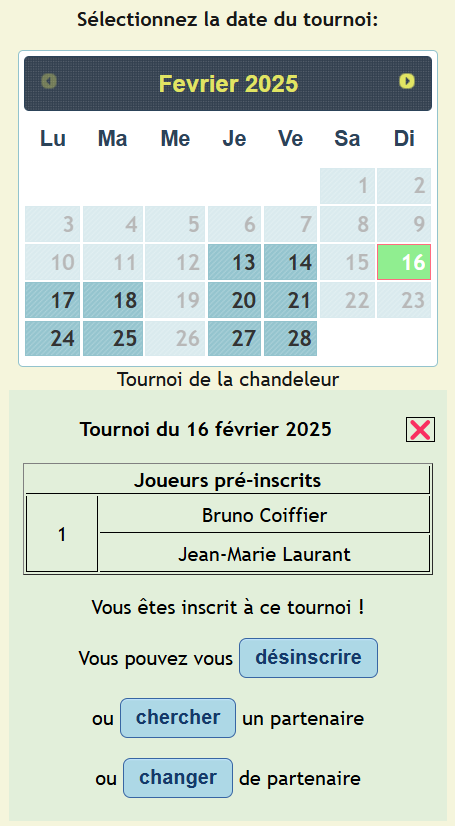 Sélectionnez la date du tournoi:
Fevrier 2025
Lu Ma Me Je Ve Sa Di
1 2
3 4 5 6 7 8 9
10 11 12 13 14 15 16
17 18 19 20 21 22 23
24 25 26 27 28
Tournoi de la chandeleur
Tournoi du 16 février 2025
Joueurs pré-inscrits
1
Bruno Coiffier
Jean-Marie Laurant
Vous êtes inscrit à ce tournoi !
Vous pouvez vous désinscrire
ou chercher un partenaire
ou changer de partenaire